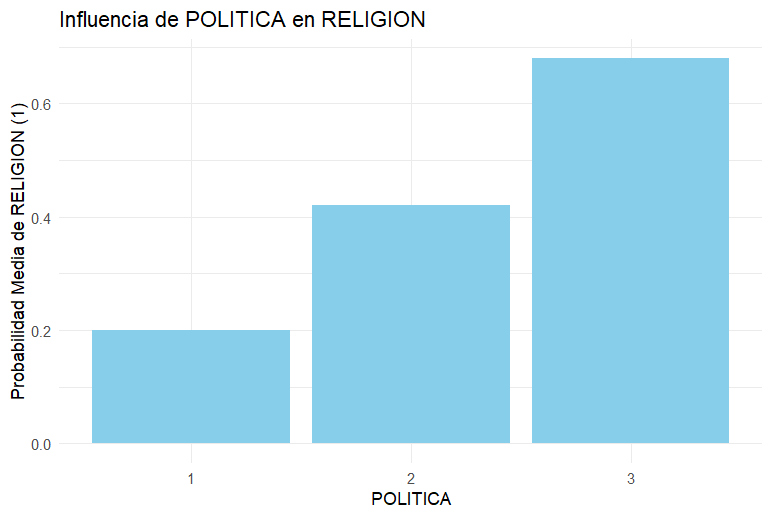 Influencia de POLITICA en RELIGION
Probabilidad Media de RELIGION (1)
0.6
0.4
0.2
0.0
1 2 3
POLITICA